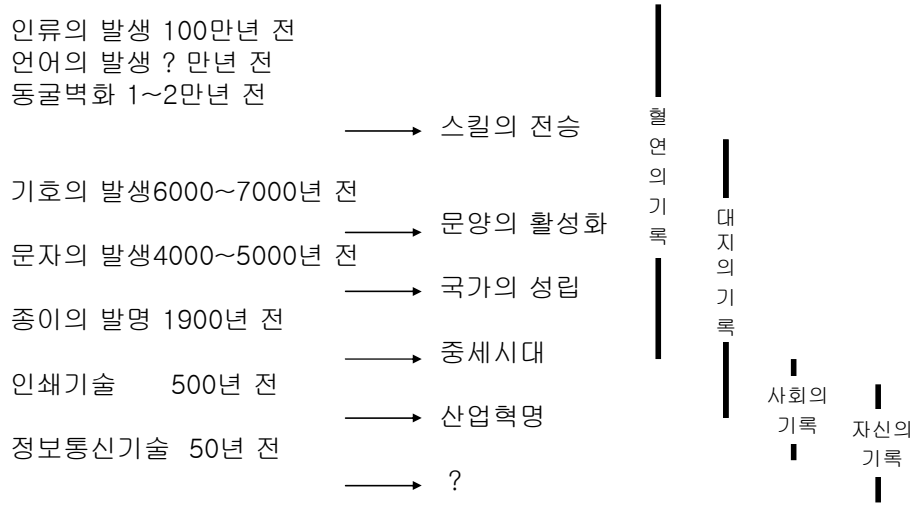 인류의 발생 100만년 전
언어의 발생 ? 만년 전
동굴벽화 1~2만년 전
스킬의 전승
기호의 발생6000~7000년 전
문양의 활성화
문자의 발생4000~5000년 전
국가의 성립
종이의 발명 1900년 전
중세시대
인쇄기술 500년 전
산업혁명
정보통신기술 50년 전
?
혈
연
의
기
록
대
지
의
기
록
사회의
기록
자신의
기록